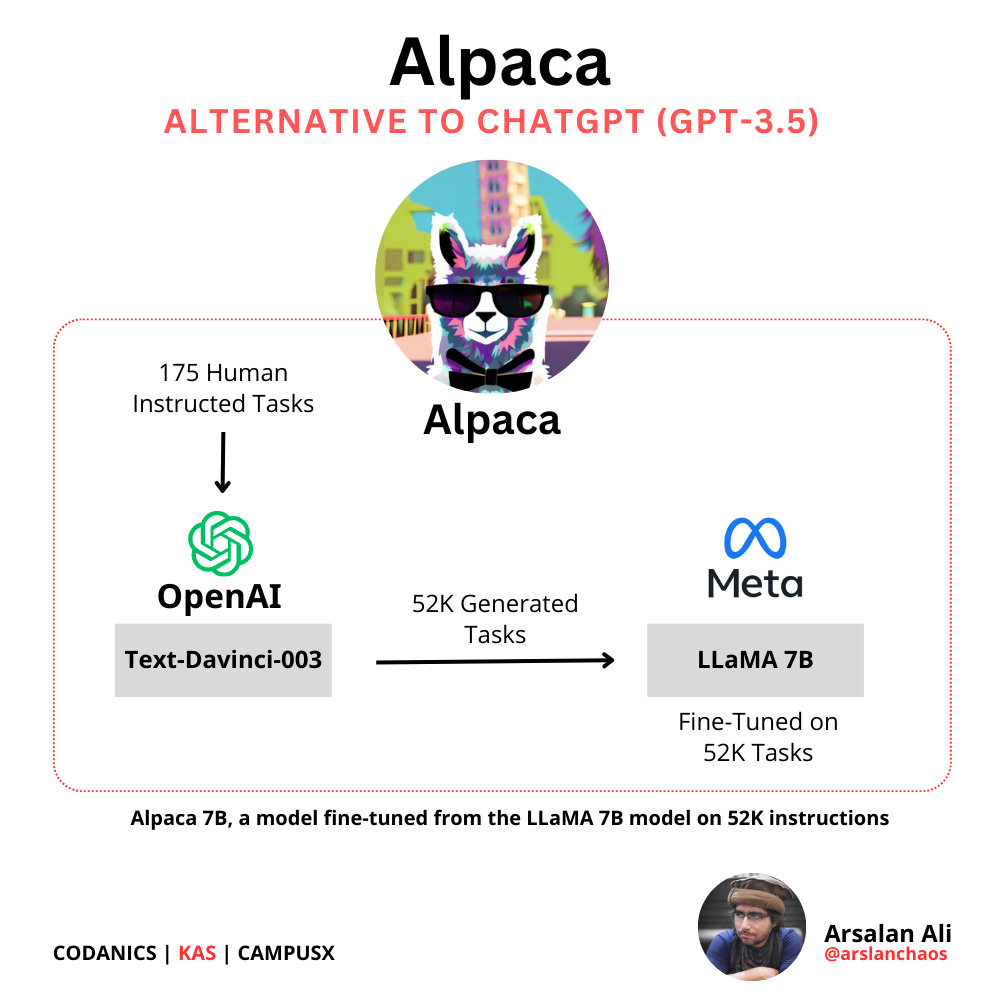 Alpaca
ALTERNATIVE TO CHATGPT (GPT-3.5)
Alpaca
175 Human
Instructed Tasks
OpenAI
Text-Davinci-003
52K Generated
Tasks
Meta
LLaMA 7B
Fine-Tuned on
52K Tasks
Alpaca 7B, a model fine-tuned from the LLaMA 7B model on 52K instructions
CODANICS | KAS | CAMPUSX
Arsalan Ali
@arslanchaos